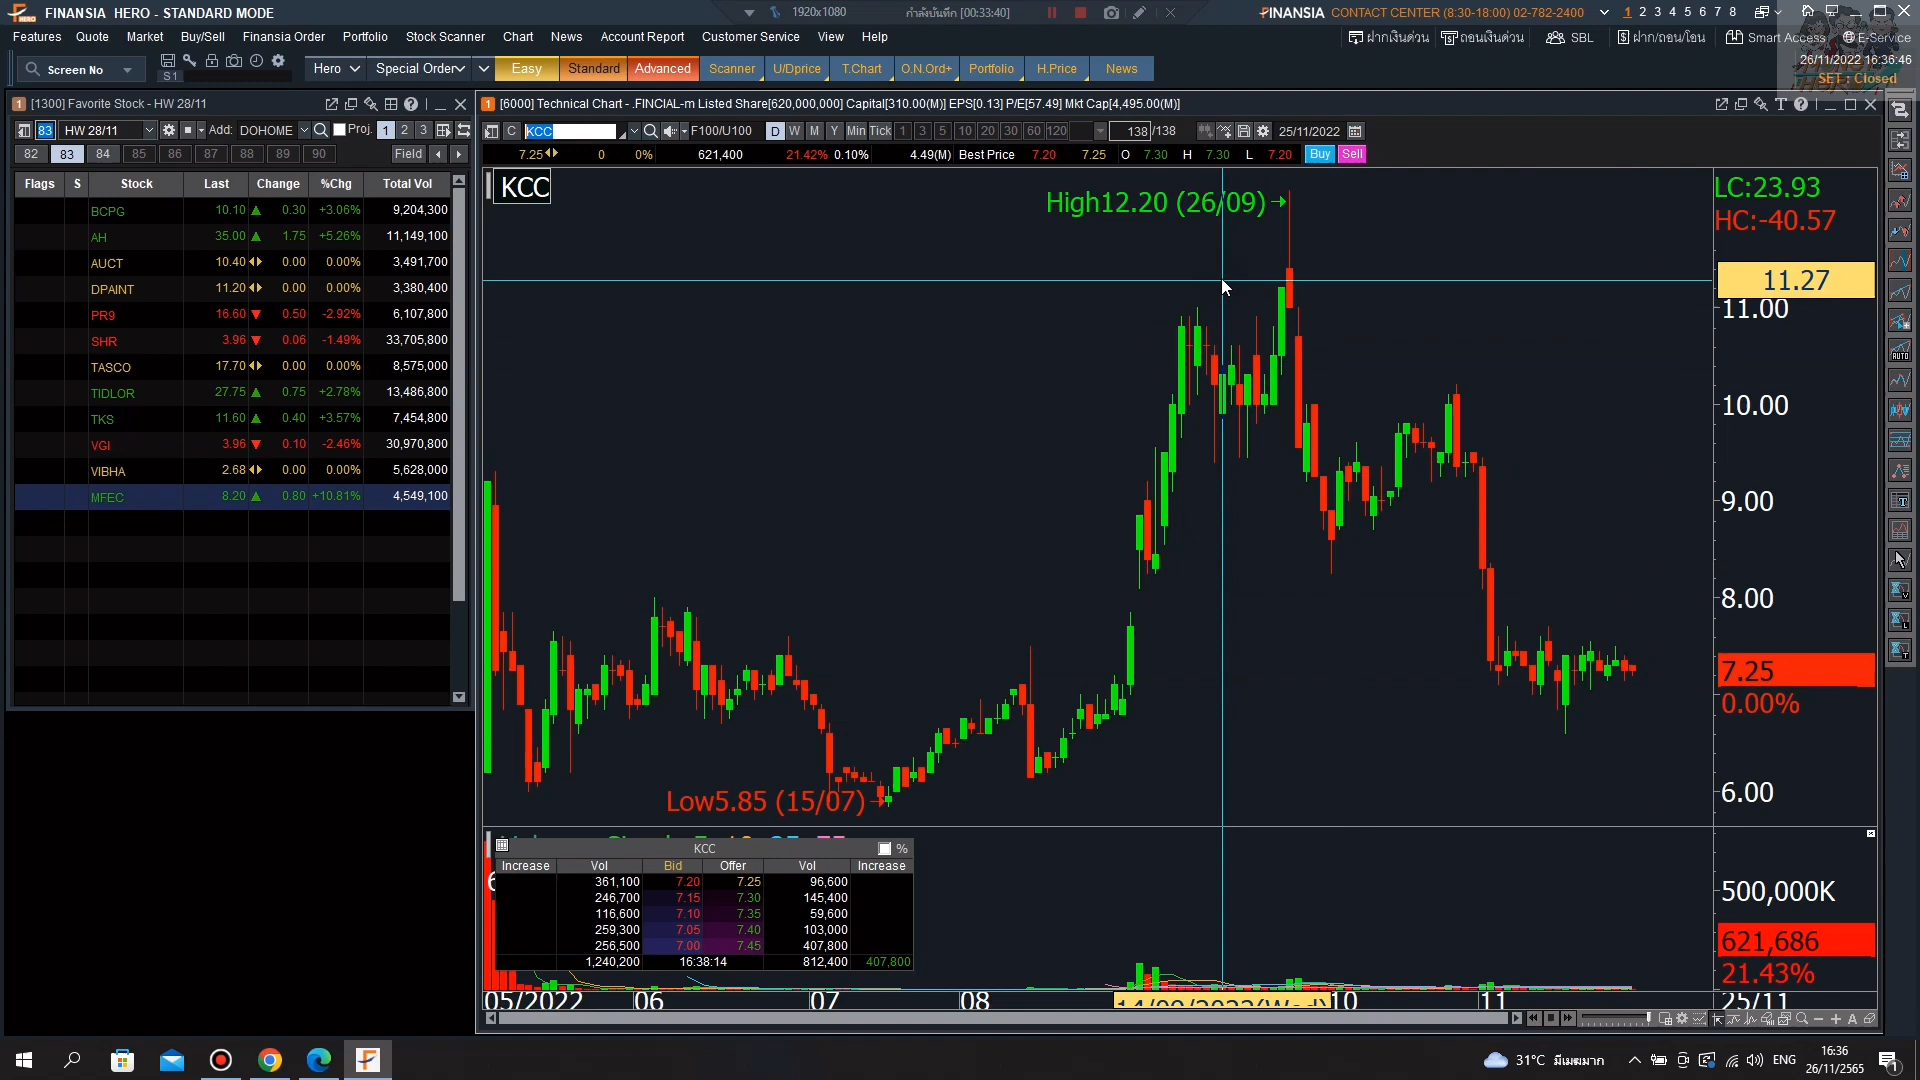 FINANSIA HERO - STANDARD MODE
1920x1080
กำลังบันทึก [00:33:40]
FINANSIA CONTACT CENTER (8:30-18:00) 02-782-2400
1 2 3 4 5 6 7 8
Features Quote Market Buy/Sell Finansia Order Portfolio Stock Scanner Chart News Account Report Customer Service View Help
ฝากเงินด่วน ถอนเงินด่วน SBL ฝาก/ถอน/โอน Smart Access E-Service
26/11/2022 16:36:46
SET : Closed
Screen No
S1
Hero Special Order Easy Standard Advanced Scanner U/Dprice T.Chart O.N.Ord+ Portfolio H.Price News
1 [1300] Favorite Stock - HW 28/11
83 HW 28/11 Add: DOHOME Proj. 1 2 3
82 83 84 85 86 87 88 89 90 Field
Flags S Stock Last Change %Chg Total Vol
BCPG 10.10 0.30 +3.06% 9,204,300
AH 35.00 1.75 +5.26% 11,149,100
AUCT 10.40 0.00 0.00% 3,491,700
DPAINT 11.20 0.00 0.00% 3,380,400
PR9 16.60 0.50 -2.92% 6,107,800
SHR 3.96 0.06 -1.49% 33,705,800
TASCO 17.70 0.00 0.00% 8,575,000
TIDLOR 27.75 0.75 +2.78% 13,486,800
TKS 11.60 0.40 +3.57% 7,454,800
VGI 3.96 0.10 -2.46% 30,970,800
VIBHA 2.68 0.00 0.00% 5,628,000
MFEC 8.20 0.80 +10.81% 4,549,100
1 [6000] Technical Chart - .FINCIAL-m Listed Share[620,000,000] Capital[310.00(M)] EPS[0.13] P/E[57.49] Mkt Cap[4,495.00(M)]
C KCC F100/U100 D W M Y Min Tick 1 3 5 10 20 30 60 120 138 /138 25/11/2022
7.25 0 0% 621,400 21.42% 0.10% 4.49(M) Best Price 7.20 7.25 O 7.30 H 7.30 L 7.20 Buy Sell
KCC
High12.20 (26/09)
LC:23.93
HC:-40.57
11.27
11.00
10.00
9.00
8.00
7.25
0.00%
6.00
Low5.85 (15/07)
KCC %
Increase Vol Bid Offer Vol Increase
361,100 7.20 7.25 96,600
246,700 7.15 7.30 145,400
116,600 7.10 7.35 59,600
259,300 7.05 7.40 103,000
256,500 7.00 7.45 407,800
1,240,200 16:38:14 812,400 407,800
500,000K
621,686
21.43%
05/2022 06 07 08 14/09/2022(Wed) 10 11 25/11
AUTO
31°C มีเมฆมาก
ENG
16:36
26/11/2565